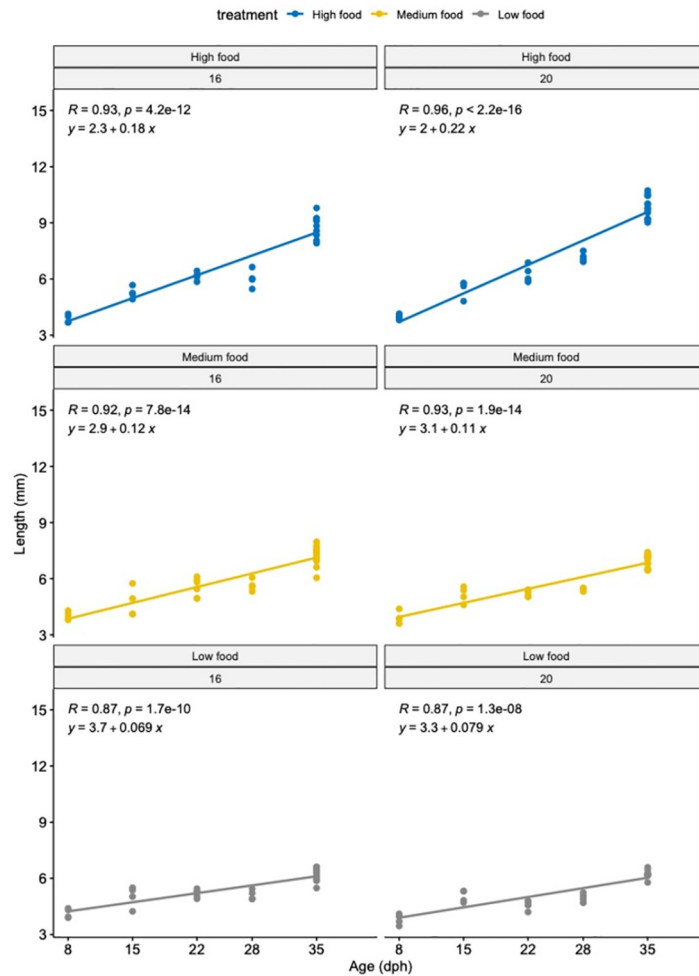 treatment High food Medium food Low food
High food High food
16 20
R = 0.93, p = 4.2e-12 R = 0.96, p < 2.2e-16
y = 2.3 + 0.18 x y = 2 + 0.22 x
15
12
9
6
3
Medium food Medium food
16 20
R = 0.92, p = 7.8e-14 R = 0.93, p = 1.9e-14
y = 2.9 + 0.12 x y = 3.1 + 0.11 x
15
12
9
6
3
Length (mm)
Low food Low food
16 20
R = 0.87, p = 1.7e-10 R = 0.87, p = 1.3e-08
y = 3.7 + 0.069 x y = 3.3 + 0.079 x
15
12
9
6
3
8 15 22 28 35 8 15 22 28 35
Age (dph)